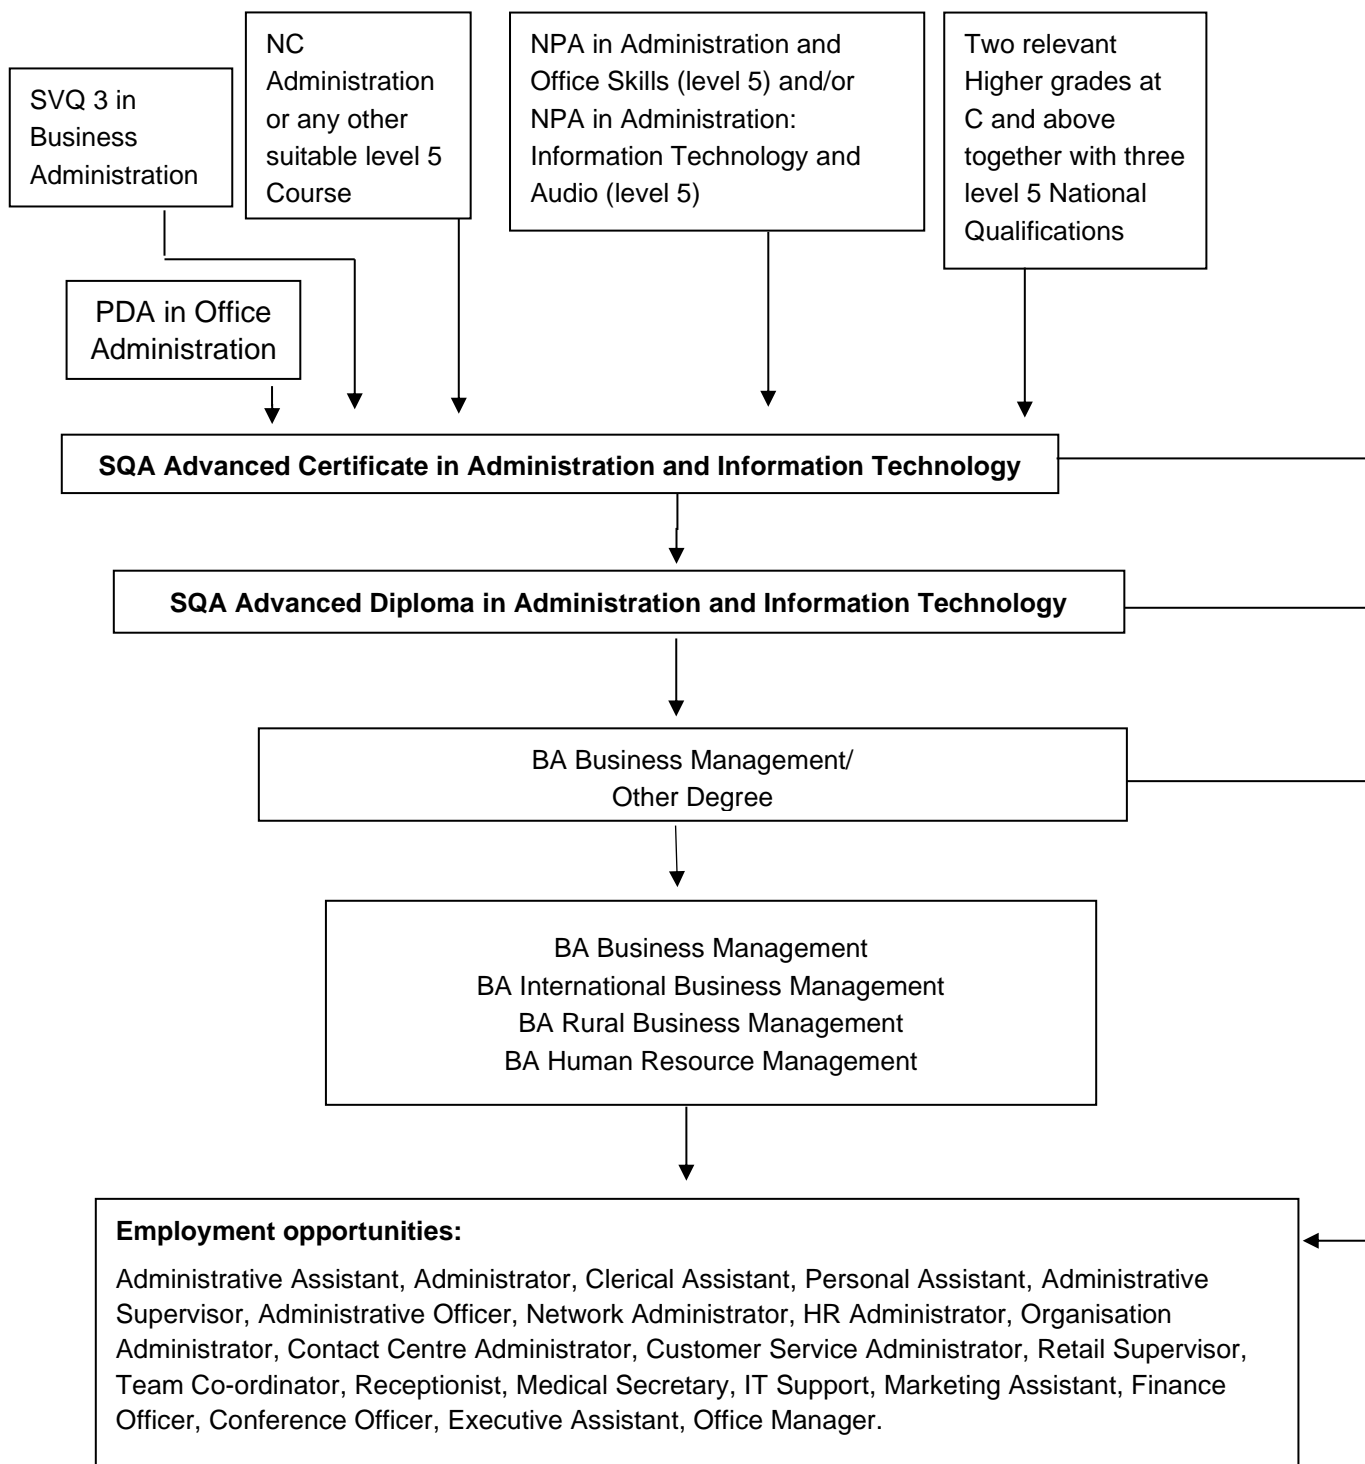 SVQ 3 in
Business
Administration
NC
Administration
or any other
suitable level 5
Course
NPA in Administration and
Office Skills (level 5) and/or
NPA in Administration:
Information Technology and
Audio (level 5)
Two relevant
Higher grades at
C and above
together with three
level 5 National
Qualifications
PDA in Office
Administration
SQA Advanced Certificate in Administration and Information Technology
SQA Advanced Diploma in Administration and Information Technology
BA Business Management/
Other Degree
BA Business Management
BA International Business Management
BA Rural Business Management
BA Human Resource Management
Employment opportunities:
Administrative Assistant, Administrator, Clerical Assistant, Personal Assistant, Administrative
Supervisor, Administrative Officer, Network Administrator, HR Administrator, Organisation
Administrator, Contact Centre Administrator, Customer Service Administrator, Retail Supervisor,
Team Co-ordinator, Receptionist, Medical Secretary, IT Support, Marketing Assistant, Finance
Officer, Conference Officer, Executive Assistant, Office Manager.